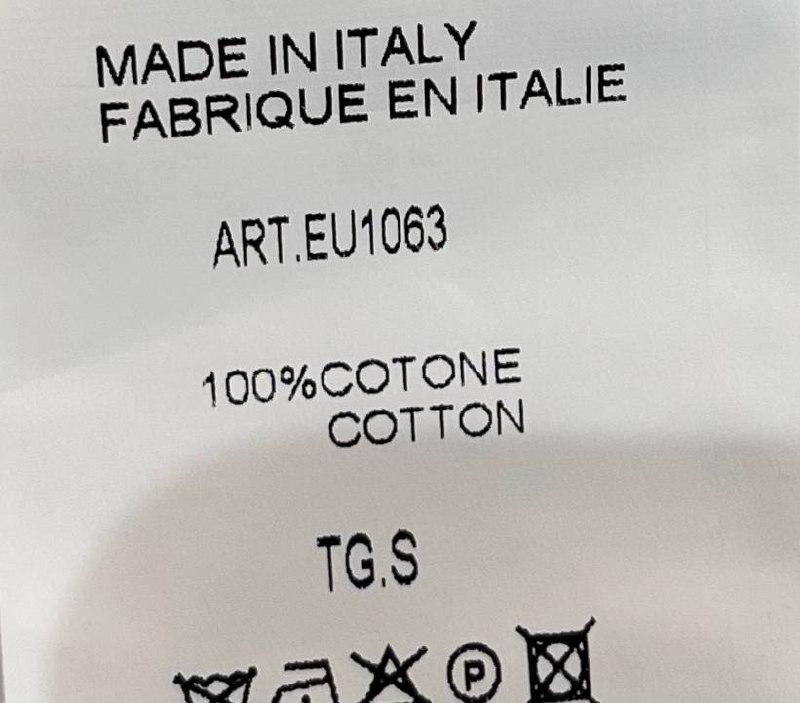 MADE IN ITALY
FABRIQUE EN ITALIE
ART.EU1063
100%COTONE
COTTON
TG.S
P